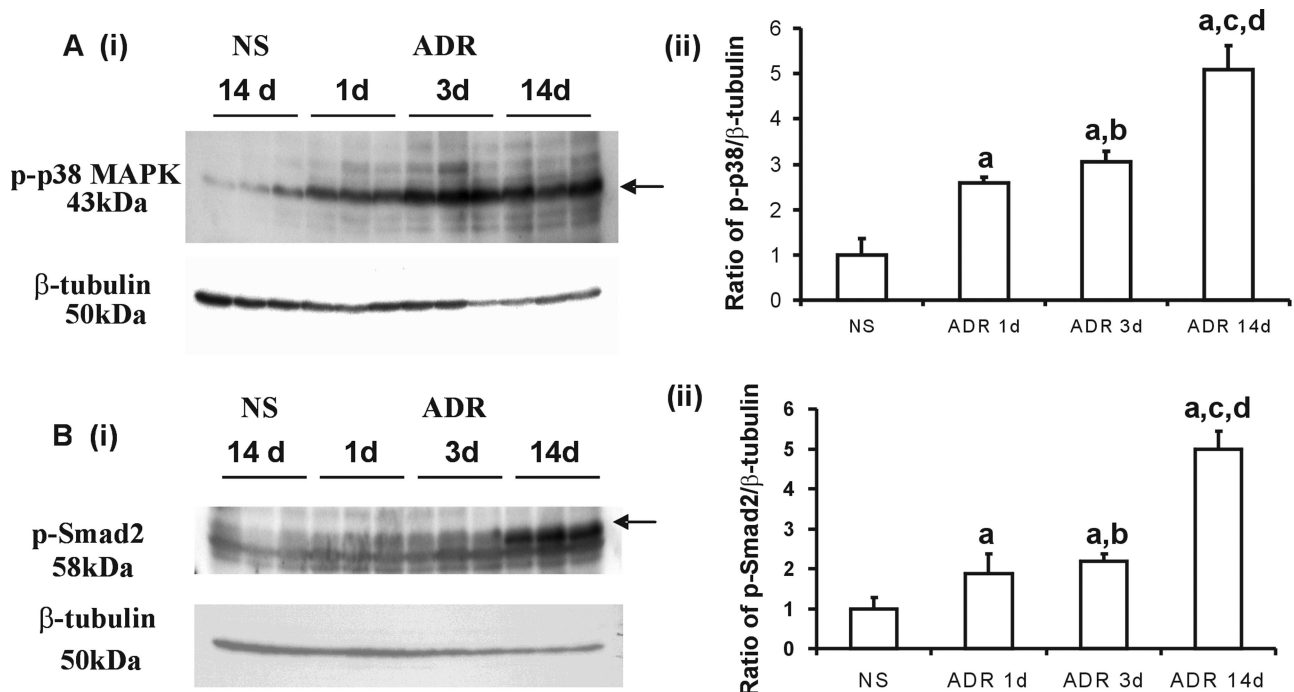 A (i)
NS ADR
14 d 1d 3d 14d
p-p38 MAPK
43kDa
β-tubulin
50kDa
(ii)
Ratio of p-p38/β-tubulin
6
5
4
3
2
1
0
a
a,b
a,c,d
NS ADR 1d ADR 3d ADR 14d
B (i)
NS ADR
14 d 1d 3d 14d
p-Smad2
58kDa
β-tubulin
50kDa
(ii)
Ratio of p-Smad2/β-tubulin
6
5
4
3
2
1
0
a
a,b
a,c,d
NS ADR 1d ADR 3d ADR 14d